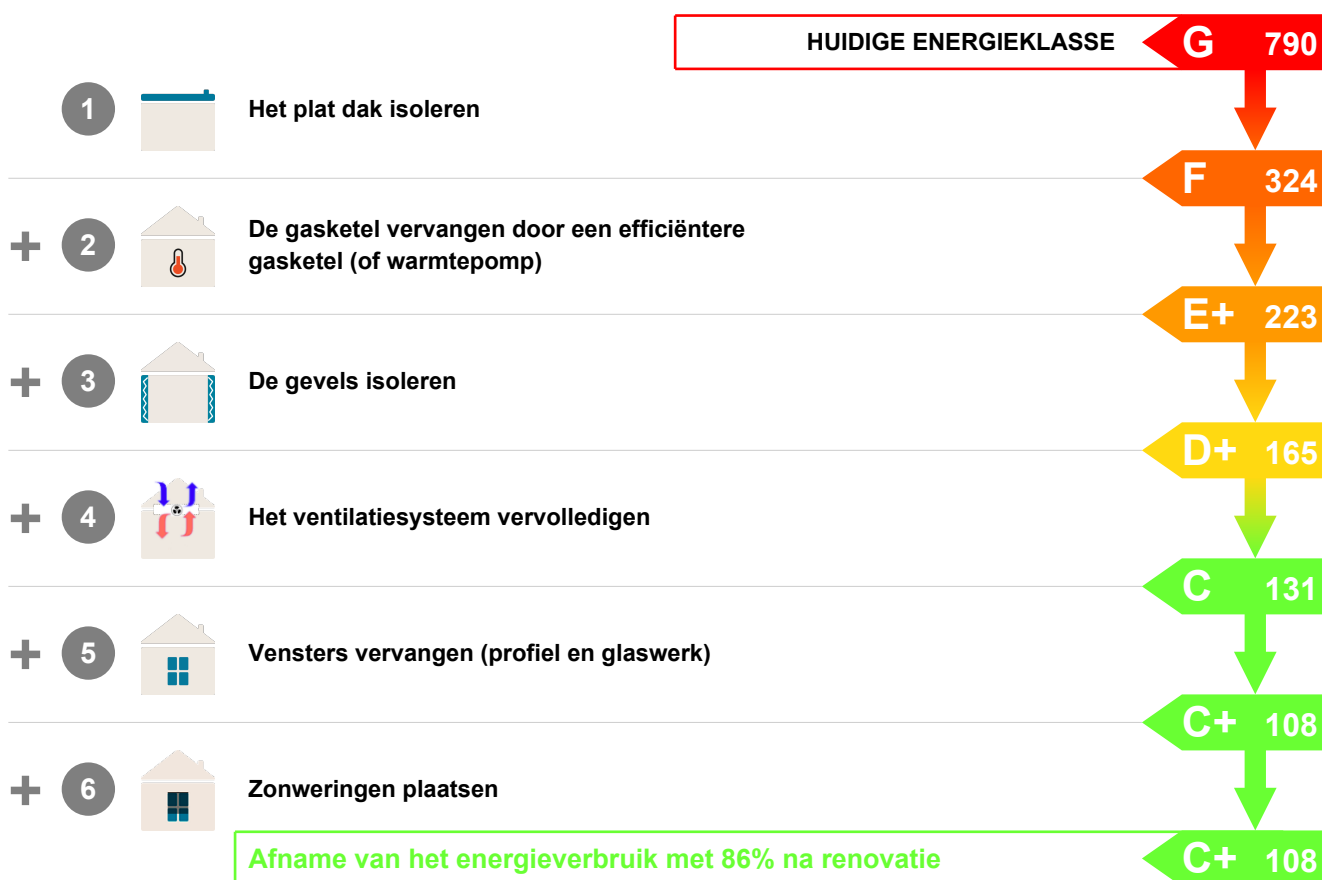 HUIDIGE ENERGIEKLASSE G 790
1 Het plat dak isoleren
F 324
+ 2 De gasketel vervangen door een efficiëntere
gasketel (of warmtepomp)
E+ 223
+ 3 De gevels isoleren
D+ 165
+ 4 Het ventilatiesysteem vervolledigen
C 131
+ 5 Vensters vervangen (profiel en glaswerk)
C+ 108
+ 6 Zonweringen plaatsen
Afname van het energieverbruik met 86% na renovatie C+ 108